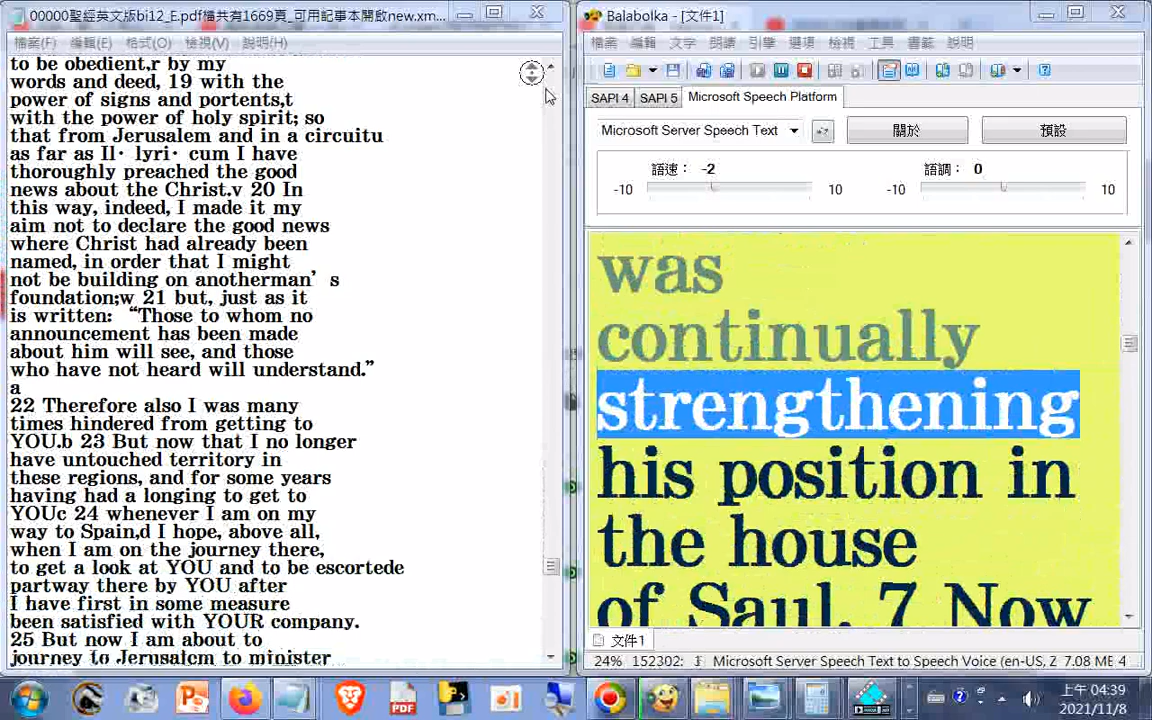 00000聖經英文版bi12_E.pdf檔共有1669頁_可用記事本開啟new.xm...
檔案(F) 編輯(E) 格式(O) 檢視(V) 說明(H)
to be obedient,r by my
words and deed, 19 with the
power of signs and portents,t
with the power of holy spirit; so
that from Jerusalem and in a circuitu
as far as Il· lyri· cum I have
thoroughly preached the good
news about the Christ.v 20 In
this way, indeed, I made it my
aim not to declare the good news
where Christ had already been
named, in order that I might
not be building on anotherman’ s
foundation;w 21 but, just as it
is written: “Those to whom no
announcement has been made
about him will see, and those
who have not heard will understand.”
a
22 Therefore also I was many
times hindered from getting to
YOU.b 23 But now that I no longer
have untouched territory in
these regions, and for some years
having had a longing to get to
YOUc 24 whenever I am on my
way to Spain,d I hope, above all,
when I am on the journey there,
to get a look at YOU and to be escortede
partway there by YOU after
I have first in some measure
been satisfied with YOUR company.
25 But now I am about to
journey to Jerusalem to minister
Balabolka - [文件1]
檔案 編輯 文字 朗讀 引擎 選項 檢視 工具 書籤 說明
SAPI 4 SAPI 5 Microsoft Speech Platform
Microsoft Server Speech Text 關於 預設
語速： -2 語調： 0
-10 10 -10 10
was
continually
strengthening
his position in
the house
of Saul. 7 Now
文件1
24% 152302: 1 Microsoft Server Speech Text to Speech Voice (en-US, Z 7.08 ME 4
上午 04:39
2021/11/8